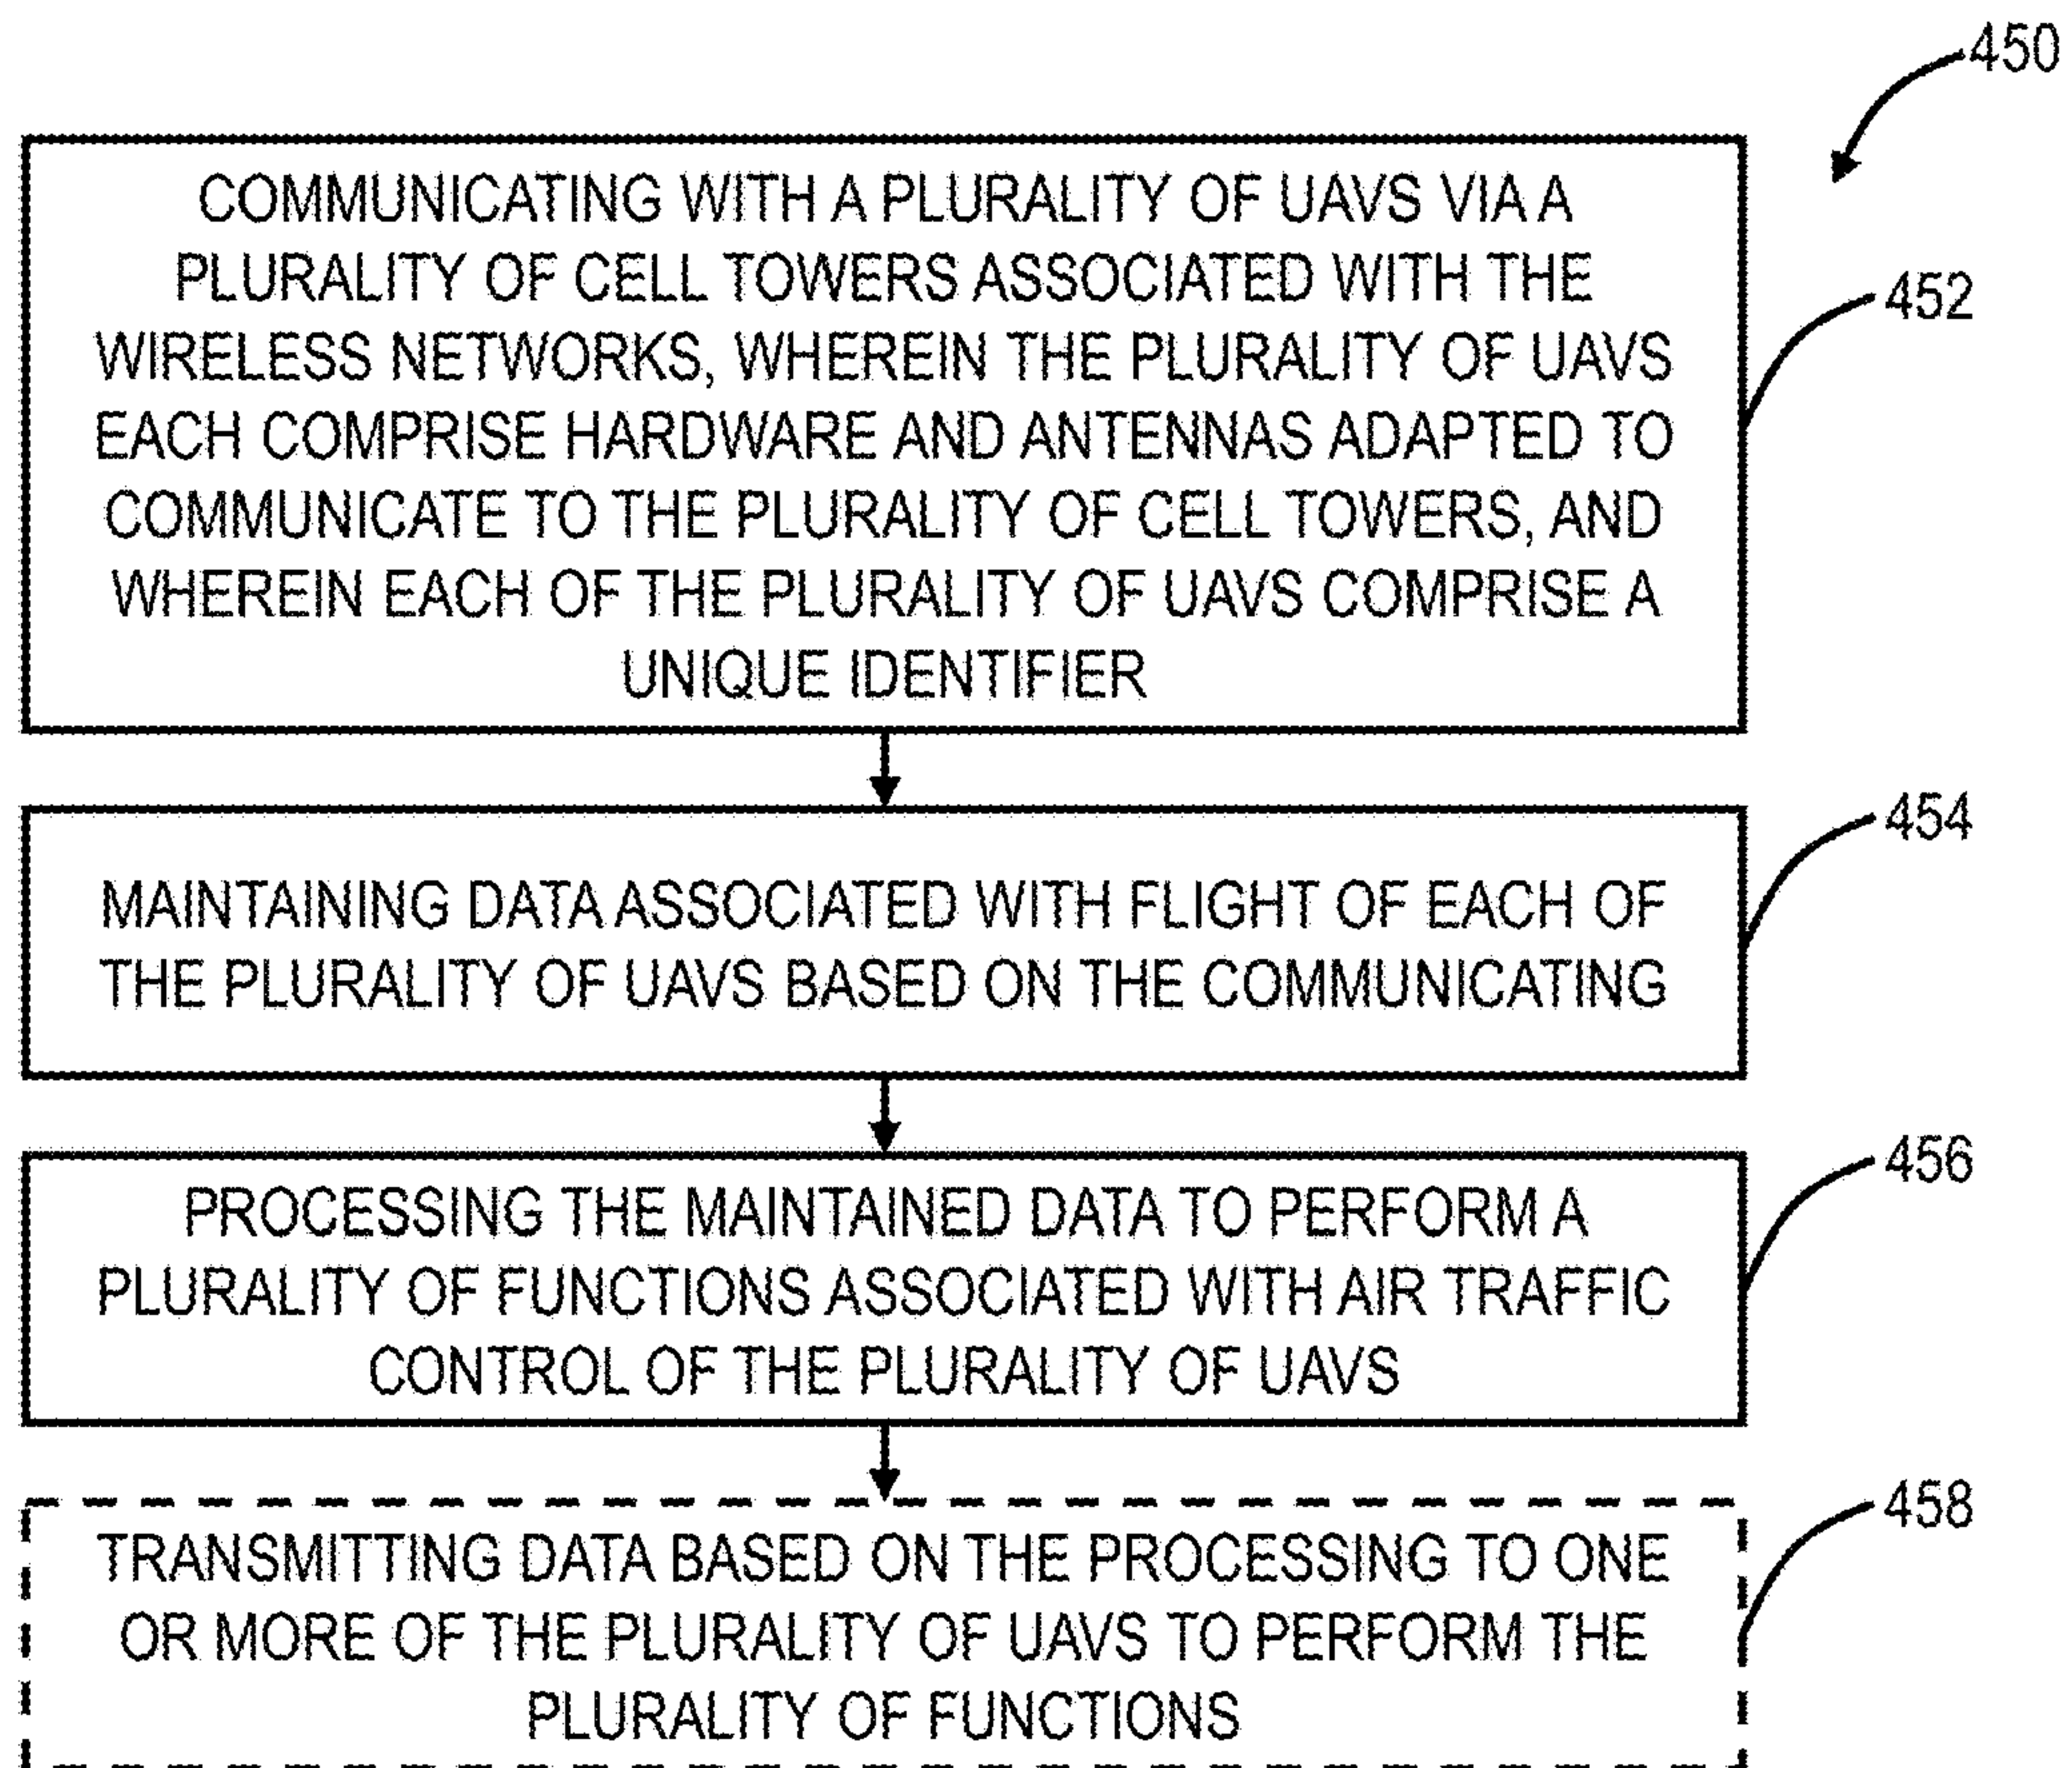 450
COMMUNICATING WITH A PLURALITY OF UAVS VIA A
PLURALITY OF CELL TOWERS ASSOCIATED WITH THE
WIRELESS NETWORKS, WHEREIN THE PLURALITY OF UAVS
EACH COMPRISE HARDWARE AND ANTENNAS ADAPTED TO
COMMUNICATE TO THE PLURALITY OF CELL TOWERS, AND
WHEREIN EACH OF THE PLURALITY OF UAVS COMPRISE A
UNIQUE IDENTIFIER
452
MAINTAINING DATA ASSOCIATED WITH FLIGHT OF EACH OF
THE PLURALITY OF UAVS BASED ON THE COMMUNICATING
454
PROCESSING THE MAINTAINED DATA TO PERFORM A
PLURALITY OF FUNCTIONS ASSOCIATED WITH AIR TRAFFIC
CONTROL OF THE PLURALITY OF UAVS
456
TRANSMITTING DATA BASED ON THE PROCESSING TO ONE
OR MORE OF THE PLURALITY OF UAVS TO PERFORM THE
PLURALITY OF FUNCTIONS
458